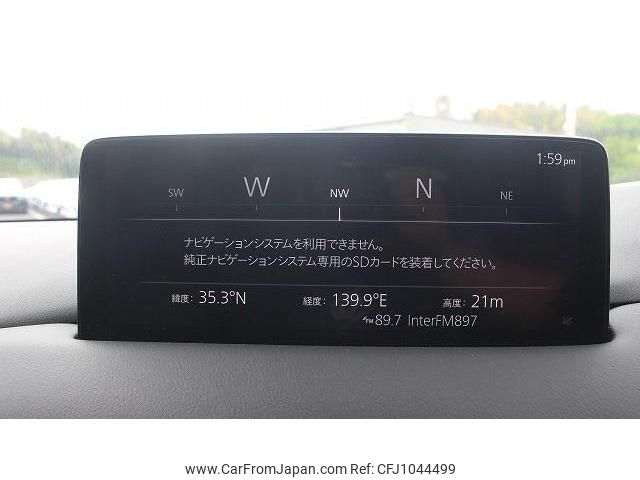 1:59pm
SW W NW N NE
ナビゲーションシステムを利用できません。
純正ナビゲーションシステム専用のSDカードを装着してください。
緯度: 35.3°N 経度: 139.9°E 高度: 21m
FM 89.7 InterFM897
www.CarFromJapan.com - Car From Japan - REF:CFJ1044499